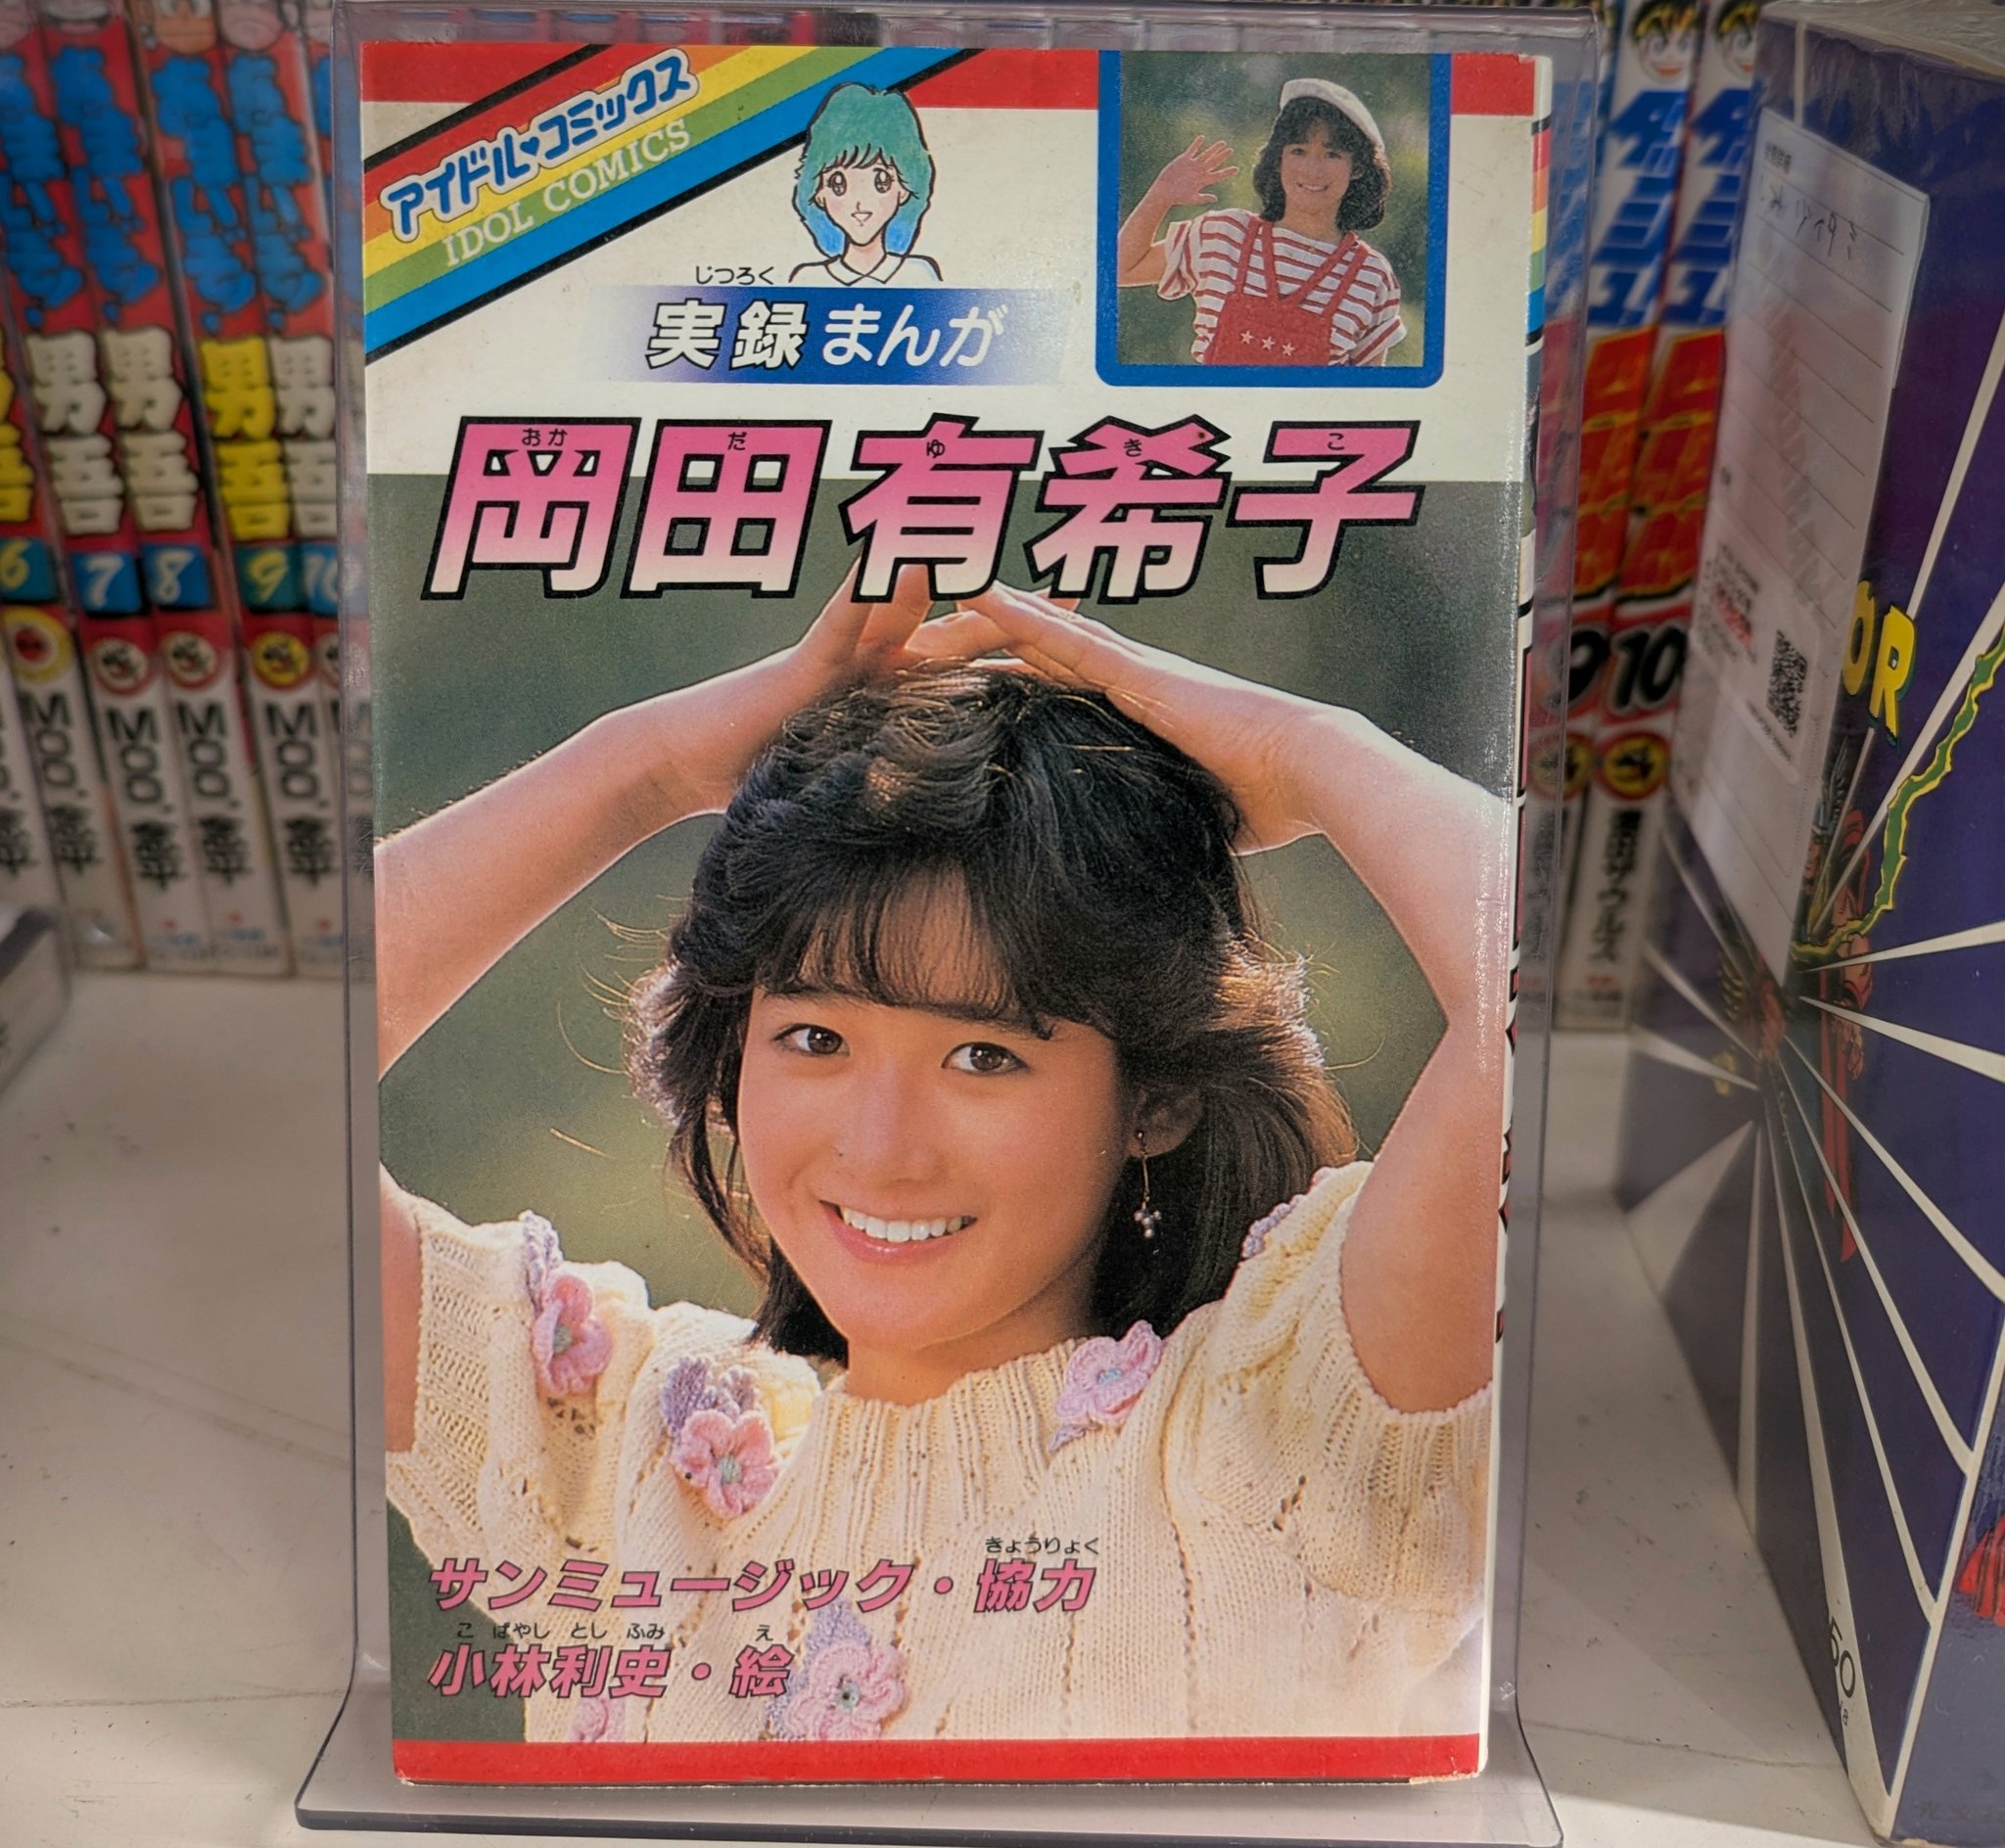 アイドル♥コミックス
IDOL COMICS
じつろく
実録まんが
おか だ ゆ き こ
岡田有希子
きょうりょく
サンミュージック・協力
こ ばやし とし ふみ え
小林利史・絵
6
7
8
9
10
男吾
男吾
男吾
男吾
Moo.念平
Moo.念平
Moo.念平
Moo.念平
9
10
OR